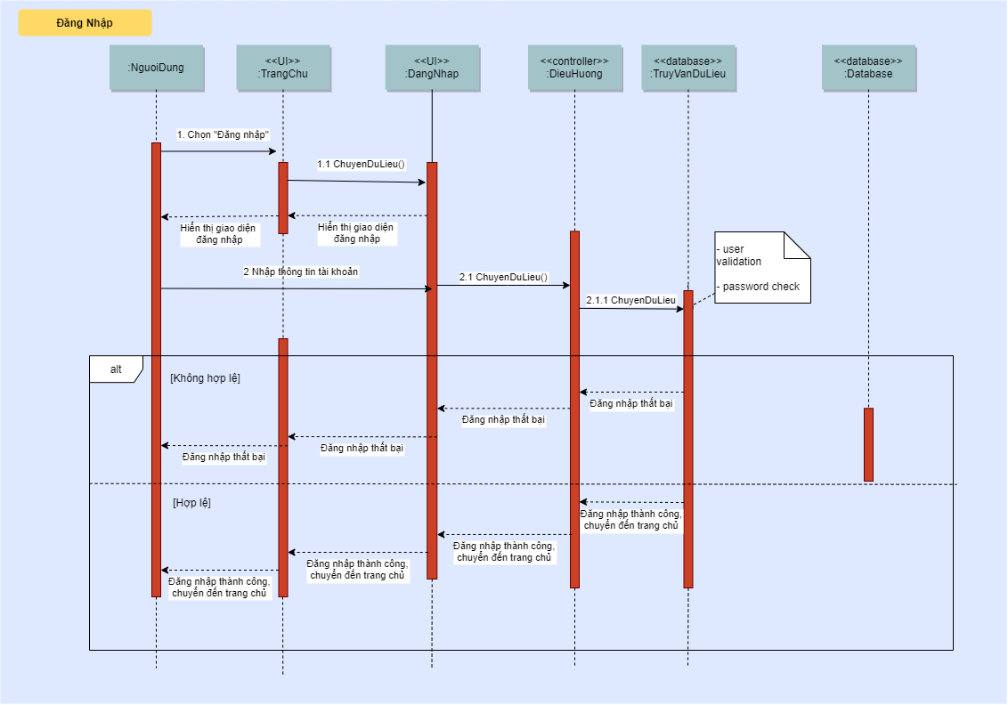 Đăng Nhập
:NguoiDung
<<UI>>
:TrangChu
<<UI>>
:DangNhap
<<controller>>
:DieuHuong
<<database>>
:TruyVanDuLieu
<<database>>
:Database
1. Chọn "Đăng nhập"
1.1 ChuyenDuLieu()
Hiển thị giao diện
đăng nhập
Hiển thị giao diện
đăng nhập
- user
validation
- password check
2 Nhập thông tin tài khoản
2.1 ChuyenDuLieu()
2.1.1 ChuyenDuLieu
alt
[Không hợp lệ]
Đăng nhập thất bại
Đăng nhập thất bại
Đăng nhập thất bại
Đăng nhập thất bại
[Hợp lệ]
Đăng nhập thành công,
chuyển đến trang chủ
Đăng nhập thành công,
chuyển đến trang chủ
Đăng nhập thành công,
chuyển đến trang chủ
Đăng nhập thành công,
chuyển đến trang chủ